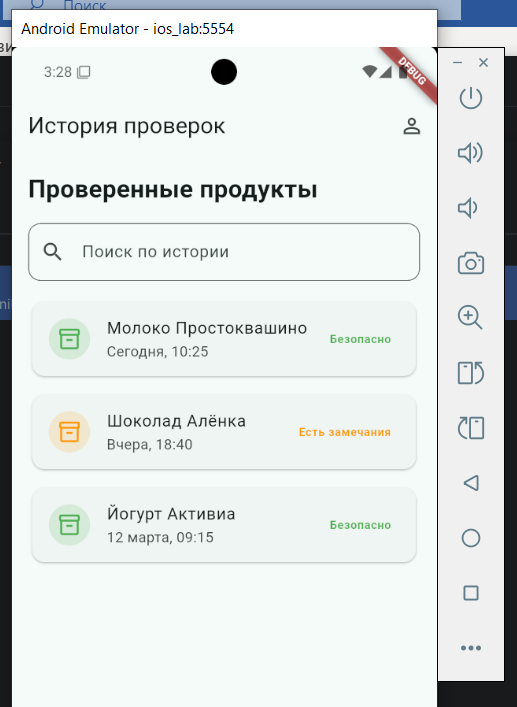 Поиск
Android Emulator - ios_lab:5554
3:28
DEBUG
История проверок
Проверенные продукты
Поиск по истории
Молоко Простоквашино
Безопасно
Сегодня, 10:25
Шоколад Алёнка
Есть замечания
Вчера, 18:40
Йогурт Активиа
Безопасно
12 марта, 09:15